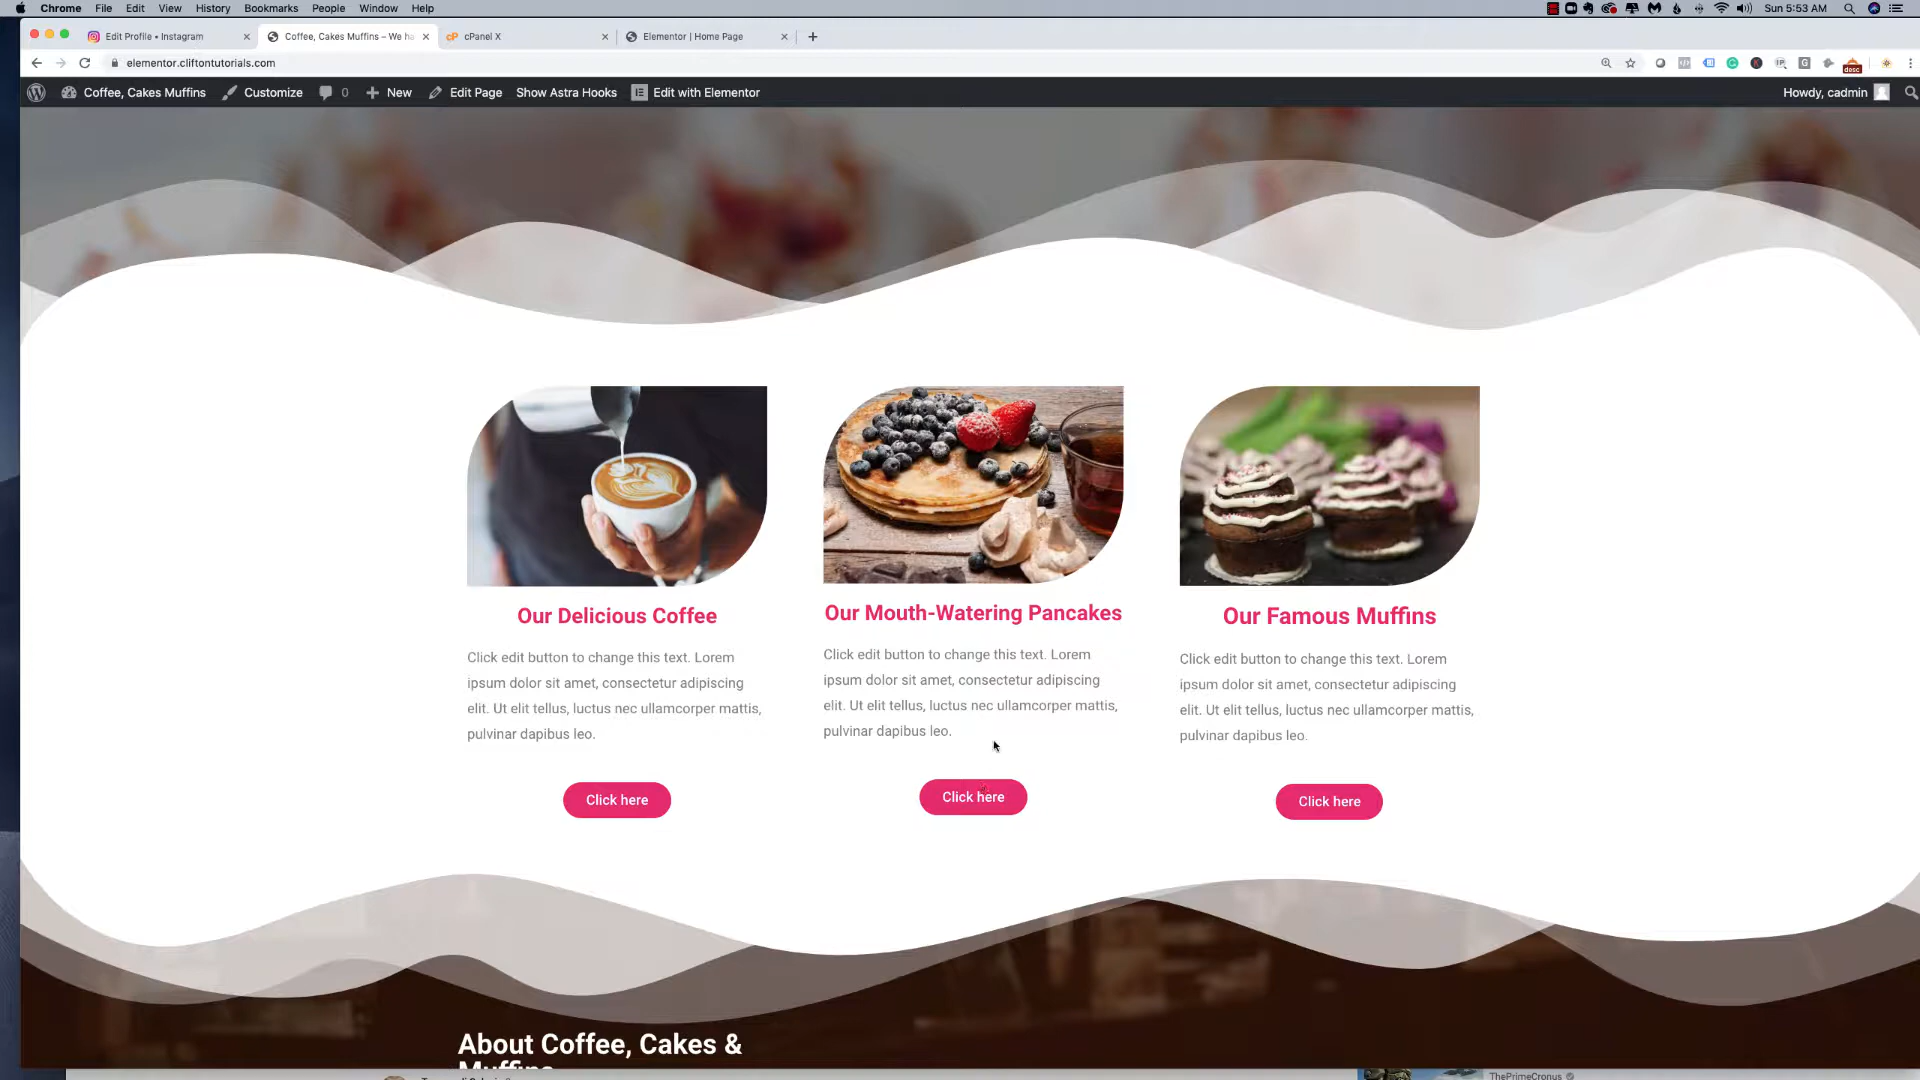 Chrome File Edit View History Bookmarks People Window Help Sun 5:53 AM
Edit Profile • Instagram
Coffee, Cakes Muffins – We ha
cPanel X
Elementor | Home Page
elementor.cliftontutorials.com
Coffee, Cakes Muffins Customize 0 New Edit Page Show Astra Hooks Edit with Elementor Howdy, cadmin
Our Delicious Coffee
Click edit button to change this text. Lorem
ipsum dolor sit amet, consectetur adipiscing
elit. Ut elit tellus, luctus nec ullamcorper mattis,
pulvinar dapibus leo.
Click here
Our Mouth-Watering Pancakes
Click edit button to change this text. Lorem
ipsum dolor sit amet, consectetur adipiscing
elit. Ut elit tellus, luctus nec ullamcorper mattis,
pulvinar dapibus leo.
Click here
Our Famous Muffins
Click edit button to change this text. Lorem
ipsum dolor sit amet, consectetur adipiscing
elit. Ut elit tellus, luctus nec ullamcorper mattis,
pulvinar dapibus leo.
Click here
About Coffee, Cakes &
Muffins
ThePrimeCronus